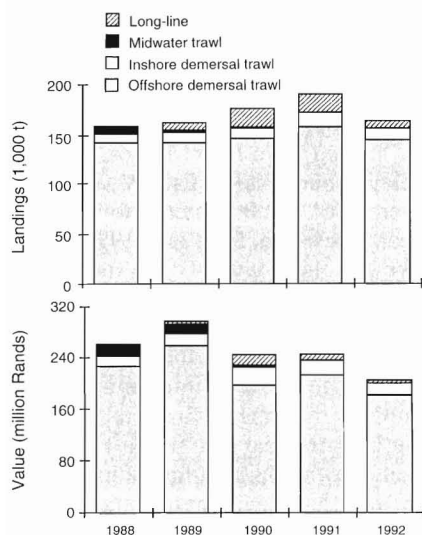 Long-line
Midwater trawl
Inshore demersal trawl
Offshore demersal trawl
Landings (1,000 t)
200
150
100
50
0
Value (million Rands)
320
240
160
80
0
1988 1989 1990 1991 1992